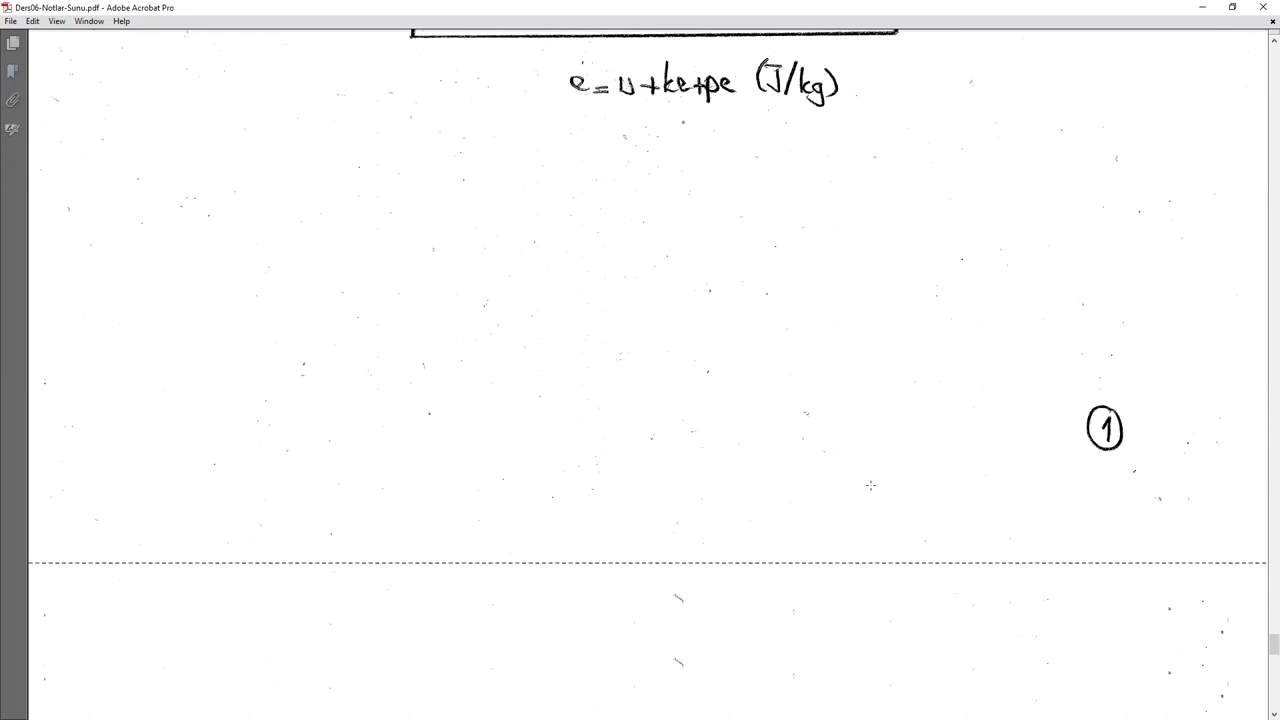 Ders06-Notlar-Sunu.pdf - Adobe Acrobat Pro
File Edit View Window Help
e = u + ke + pe (J/kg)
1